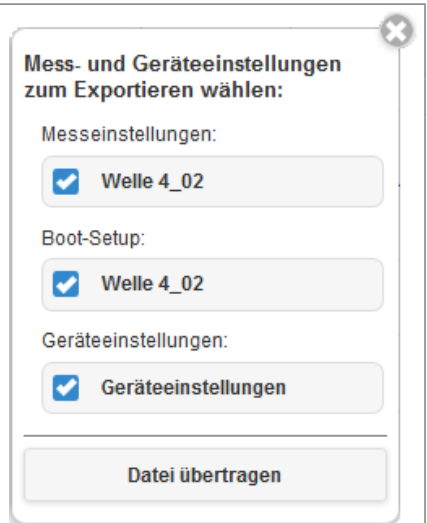 Mess- und Geräteeinstellungen
zum Exportieren wählen:
Messeinstellungen:
Welle 4_02
Boot-Setup:
Welle 4_02
Geräteeinstellungen:
Geräteeinstellungen
Datei übertragen